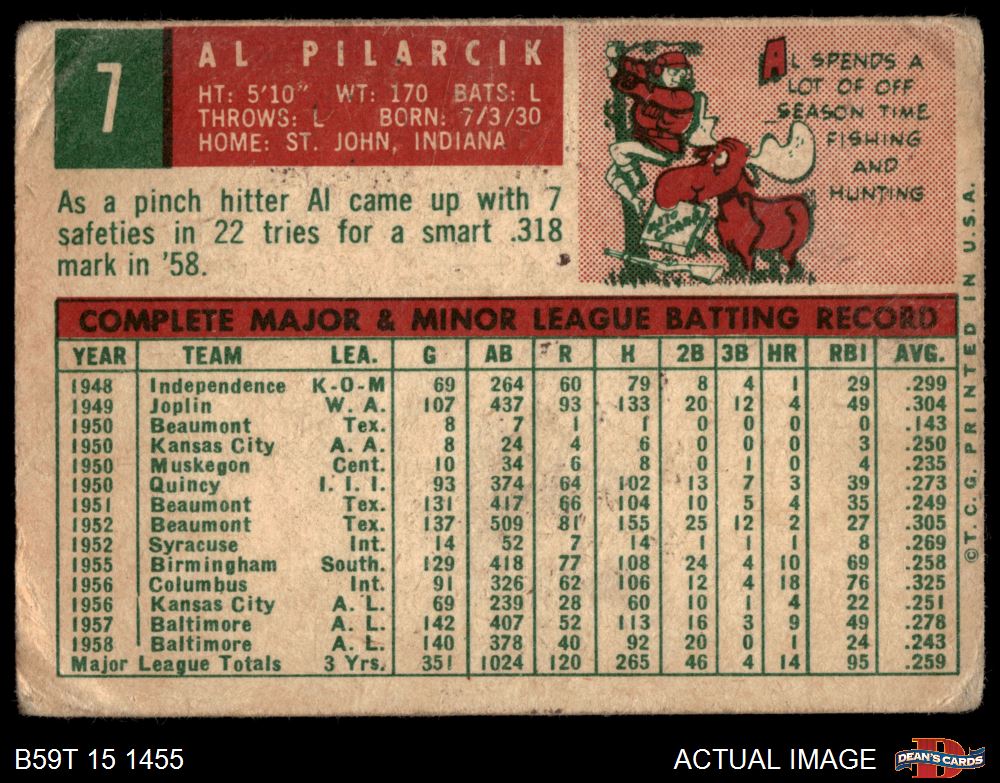 7
AL PILARCIK
HT: 5'10" WT: 170 BATS: L
THROWS: L BORN: 7/3/30
HOME: ST. JOHN, INDIANA
AL SPENDS A
LOT OF OFF
SEASON TIME
FISHING
AND
HUNTING
As a pinch hitter Al came up with 7
safeties in 22 tries for a smart .318
mark in '58.
COMPLETE MAJOR & MINOR LEAGUE BATTING RECORD
YEAR TEAM LEA. G AB R H 2B 3B HR RBI AVG.
1948 Independence K-O-M 69 264 60 79 8 4 1 29 .299
1949 Joplin W. A. 107 437 93 133 20 12 4 49 .304
1950 Beaumont Tex. 8 7 1 1 0 0 0 0 .143
1950 Kansas City A. A. 8 24 4 6 0 0 0 3 .250
1950 Muskegon Cent. 10 34 6 8 0 1 0 4 .235
1950 Quincy I. I. I. 93 374 64 102 13 7 3 39 .273
1951 Beaumont Tex. 131 417 66 104 10 5 4 35 .249
1952 Beaumont Tex. 137 509 81 155 25 12 2 27 .305
1952 Syracuse Int. 14 52 7 14 1 1 1 8 .269
1955 Birmingham South. 129 418 77 108 24 4 10 69 .258
1956 Columbus Int. 91 326 62 106 12 4 18 76 .325
1956 Kansas City A. L. 69 239 28 60 10 1 4 22 .251
1957 Baltimore A. L. 142 407 52 113 16 3 9 49 .278
1958 Baltimore A. L. 140 378 40 92 20 0 1 24 .243
Major League Totals 3 Yrs. 351 1024 120 265 46 4 14 95 .259
©T. C. G. PRINTED IN U.S.A.
B59T 15 1455
ACTUAL IMAGE
D
DEAN'S CARDS